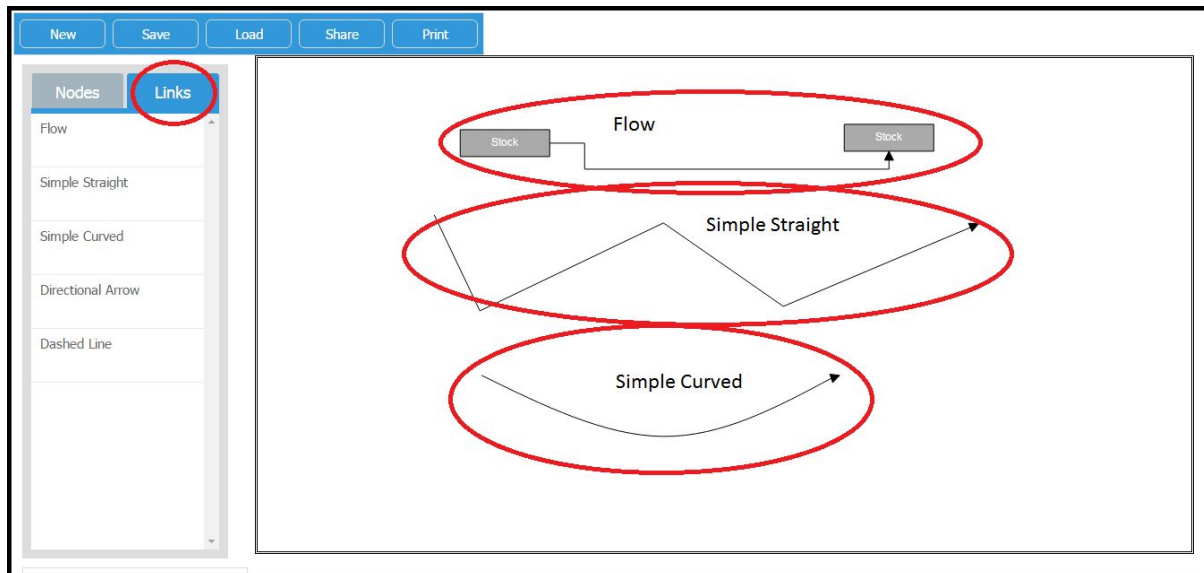 New Save Load Share Print
Nodes Links
Flow
Simple Straight
Simple Curved
Directional Arrow
Dashed Line
Flow
Stock Stock
Simple Straight
Simple Curved